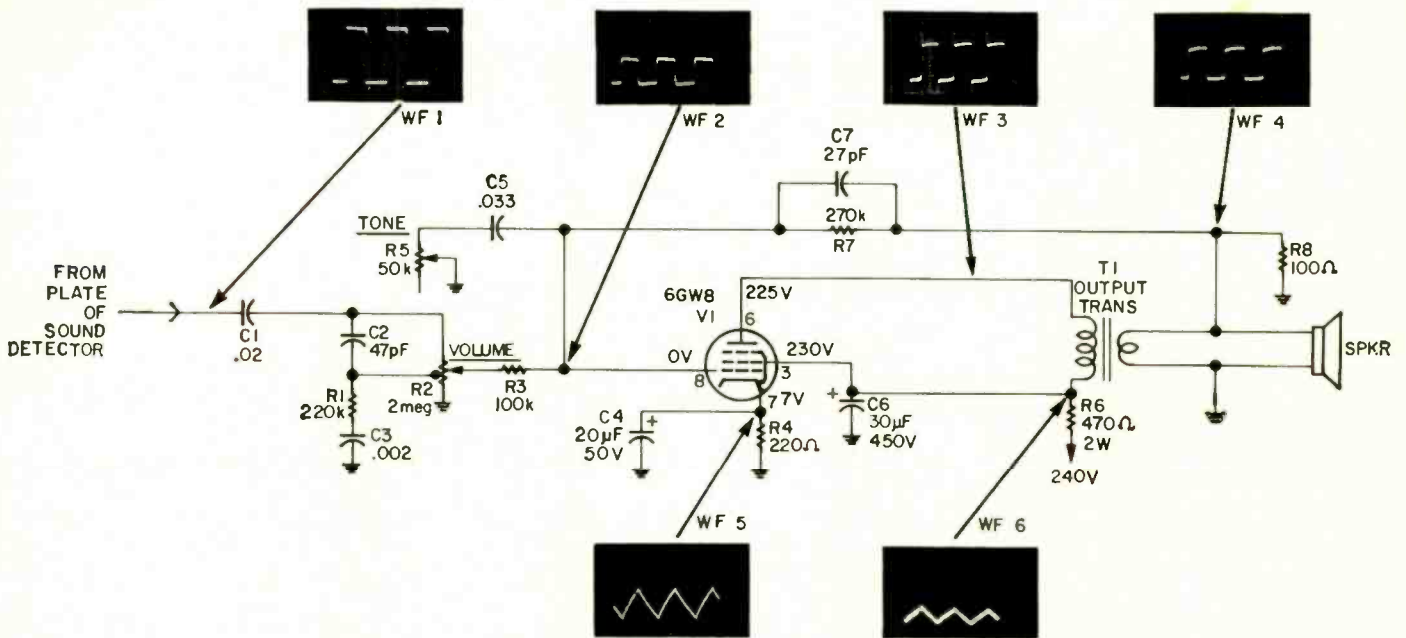 WF 1
WF 2
WF 3
WF 4
C7
27pF
270k
R7
C5
.033
TONE
R5
50k
FROM
PLATE
OF
SOUND
DETECTOR
C1
.02
C2
47pF
VOLUME
R1
220k
R2
2meg
R3
100k
C3
.002
6GW8
V1
225V
6
0V
8
230V
3
7.7V
C4
20µF
50V
+
R4
220Ω
+
C6
30µF
450V
T1
OUTPUT
TRANS
R6
470Ω
2W
240V
R8
100Ω
SPKR
WF 5
WF 6